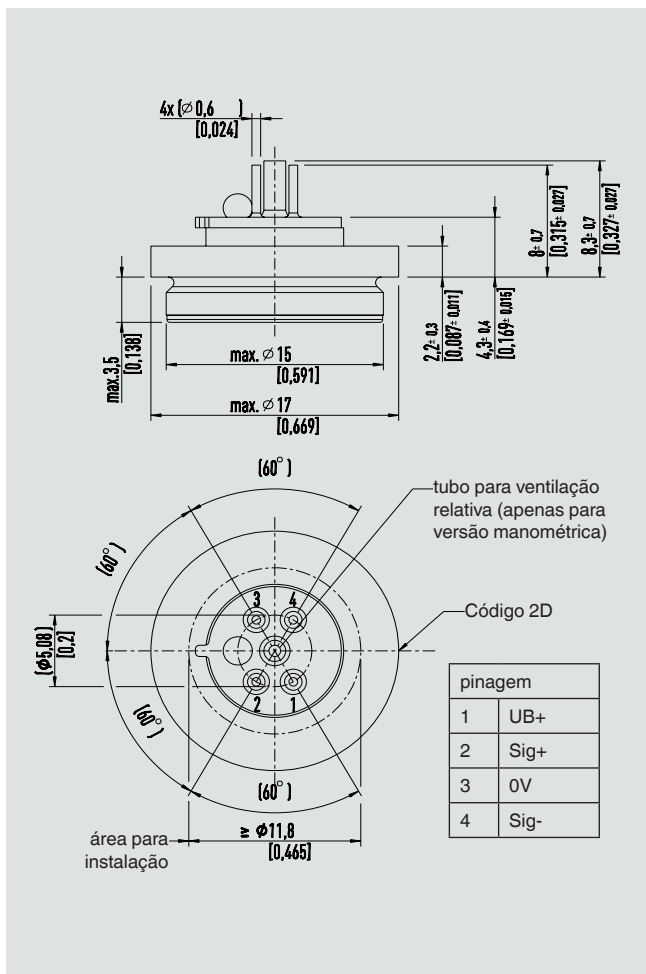 4x (⌀0,6 )
[0,024]
8± 0,7
[0,315± 0,027]
8,3± 0,7
[0,327± 0,027]
2,2± 0,3
[0,087± 0,011]
4,3± 0,4
[0,169± 0,015]
max.3,5
[0,138]
max. ⌀15
[0,591]
max. ⌀17
[0,669]
(60°)
tubo para ventilação
relativa (apenas para
versão manométrica)
(60°)
3
4
Código 2D
(Φ5,08)
[0,2]
2
1
(60°)
(60°)
≥ Φ11,8
[0,465]
área para
instalação
pinagem
1 UB+
2 Sig+
3 0V
4 Sig-